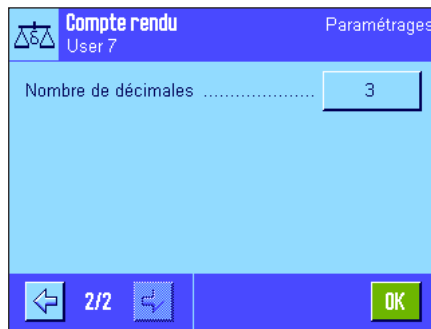 Compte rendu
Paramétrages
User 7
Nombre de décimales ..................... 3
2/2
OK